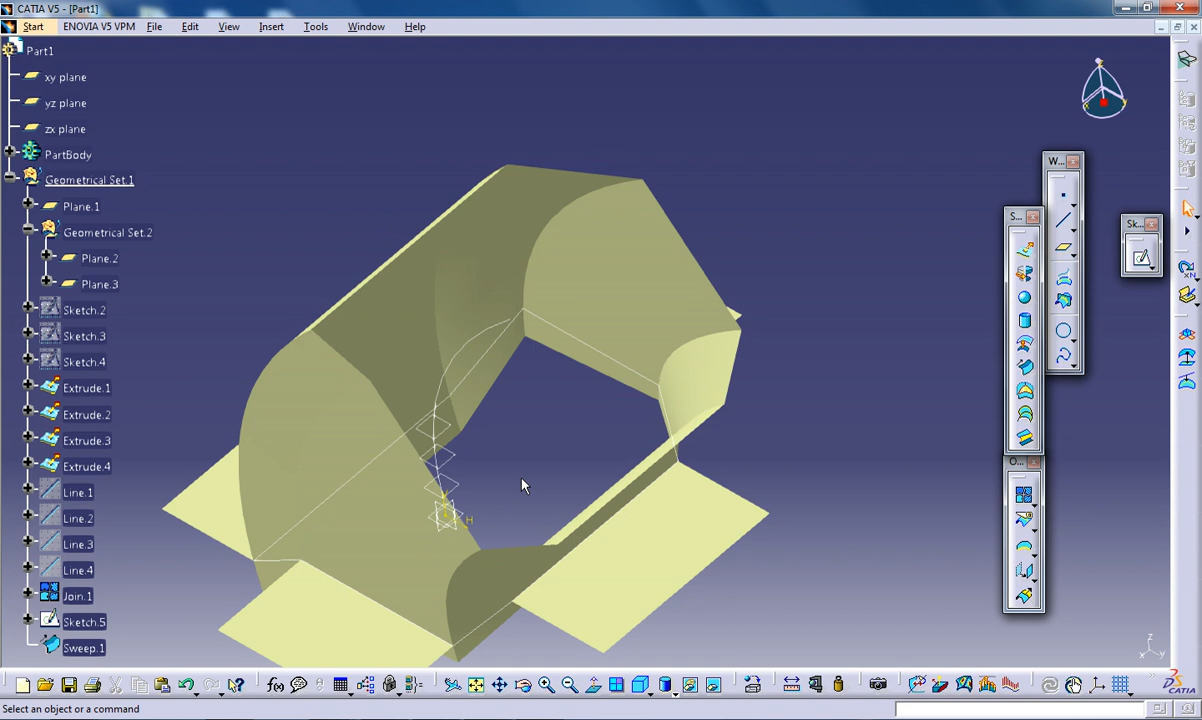 CATIA V5 - [Part1]
Start ENOVIA V5 VPM File Edit View Insert Tools Window Help
Part1
xy plane
yz plane
zx plane
PartBody
Geometrical Set.1
Plane.1
Geometrical Set.2
Plane.2
Plane.3
Sketch.2
Sketch.3
Sketch.4
Extrude.1
Extrude.2
Extrude.3
Extrude.4
Line.1
Line.2
Line.3
Line.4
Join.1
Sketch.5
Sweep.1
W...
S...
Sk...
O...
H
z
x y
f(x)
CATIA
Select an object or a command